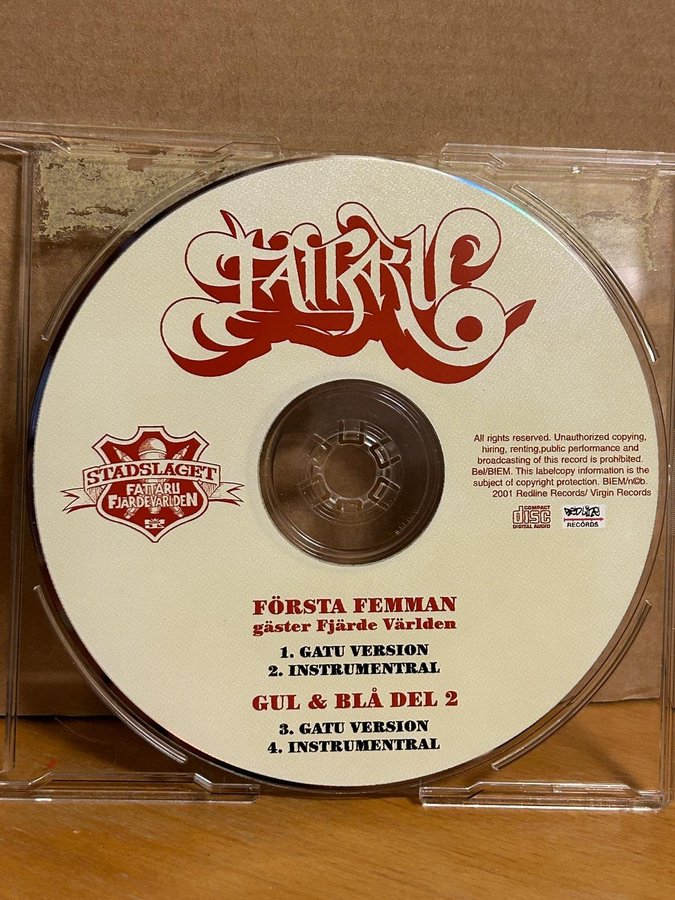 FATTARU
STADSLAGET
FATTARU
FJÄRDE VÄRLDEN
All rights reserved. Unauthorized copying,
hiring, renting,public performance and
broadcasting of this record is prohibited.
Bel/BIEM. This labelcopy information is the
subject of copyright protection. BIEM/n©b.
2001 Redline Records/ Virgin Records
COMPACT
disc
DIGITAL AUDIO
REDLINE
RECORDS
FÖRSTA FEMMAN
gäster Fjärde Världen
1. GATU VERSION
2. INSTRUMENTRAL
GUL & BLÅ DEL 2
3. GATU VERSION
4. INSTRUMENTRAL